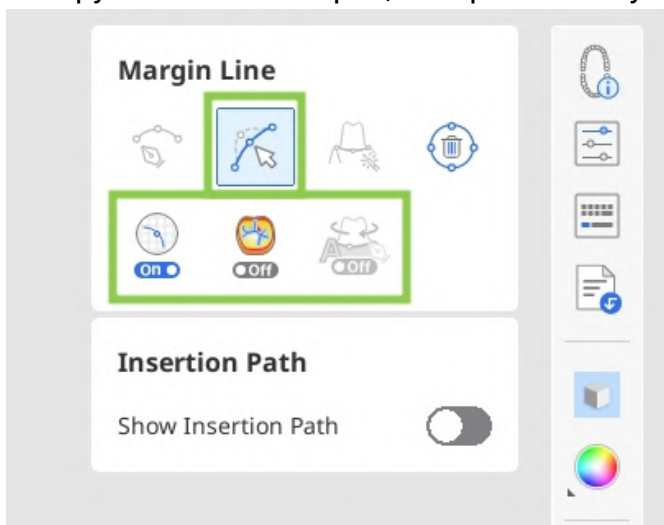 Margin Line
On
Off
Off
Insertion Path
Show Insertion Path